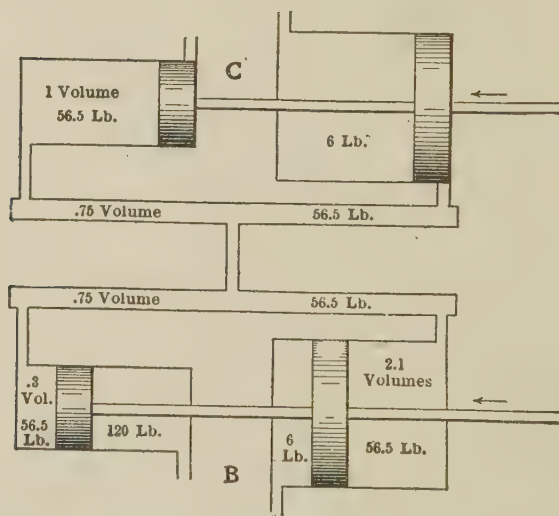 C
1 Volume
56.5 Lb.
6 Lb.
.75 Volume 56.5 Lb.
.75 Volume 56.5 Lb.
.3
Vol.
56.5
Lb.
120 Lb.
6
Lb.
2.1
Volumes
56.5 Lb.
B